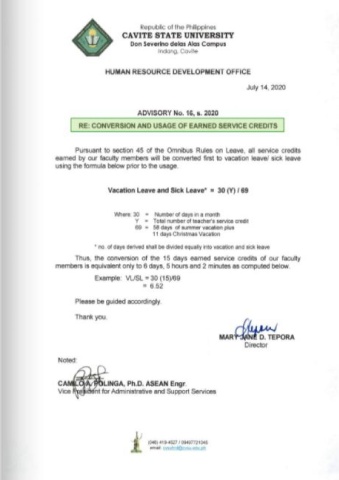 Republic of the Philippines
CAVITE STATE UNIVERSITY
Don Severino delas Alas Campus
Indang, Cavite
HUMAN RESOURCE DEVELOPMENT OFFICE
July 14, 2020
ADVISORY No. 16, s. 2020
RE: CONVERSION AND USAGE OF EARNED SERVICE CREDITS
Pursuant to section 45 of the Omnibus Rules on Leave, all service credits
earned by our faculty members will be converted first to vacation leave/ sick leave
using the formula below prior to the usage.
Vacation Leave and Sick Leave* = 30 (Y) / 69
Where: 30 = Number of days in a month
Y = Total number of teacher's service credit
69 = 58 days of summer vacation plus
11 days Christmas Vacation
* no. of days derived shall be divided equally into vacation and sick leave
Thus, the conversion of the 15 days earned service credits of our faculty
members is equivalent only to 6 days, 5 hours and 2 minutes as computed below.
Example: VL/SL = 30 (15)/69
= 6.52
Please be guided accordingly.
Thank you.
MARY JANE D. TEPORA
Director
Noted:
CAMILO A. POLINGA, Ph.D. ASEAN Engr.
Vice President for Administrative and Support Services
email: